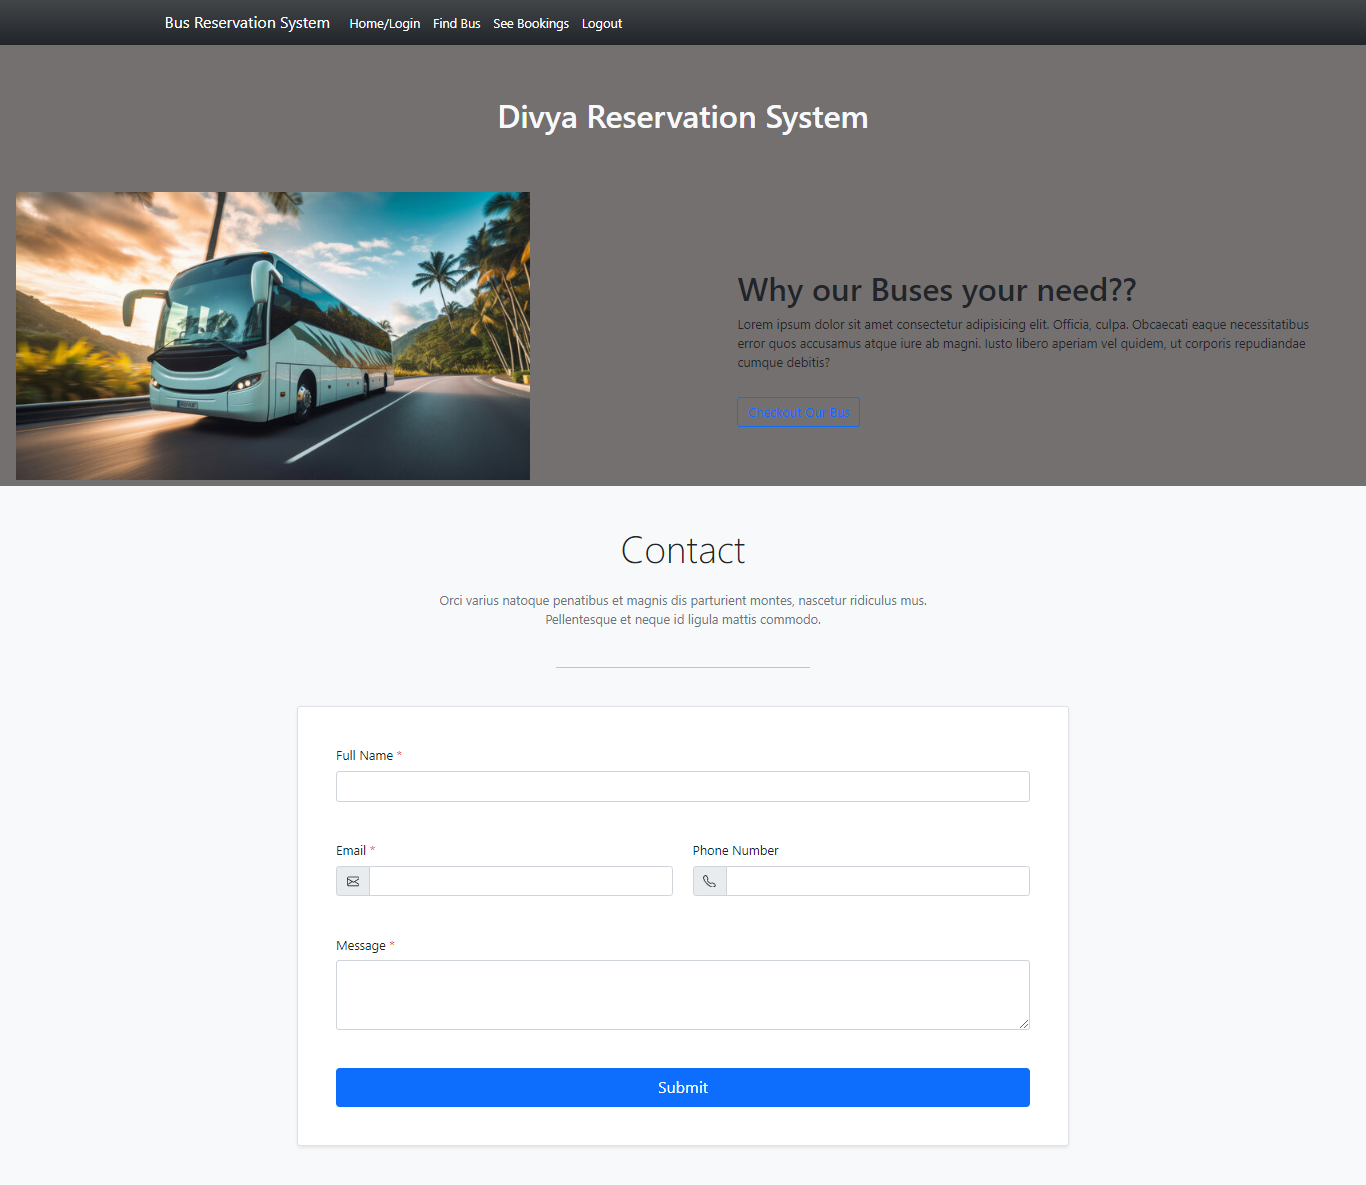 Bus Reservation System Home/Login Find Bus See Bookings Logout
Divya Reservation System
Why our Buses your need??
Lorem ipsum dolor sit amet consectetur adipisicing elit. Officia, culpa. Obcaecati eaque necessitatibus
error quos accusamus atque iure ab magni. Iusto libero aperiam vel quidem, ut corporis repudiandae
cumque debitis?
Checkout Our Bus
Contact
Orci varius natoque penatibus et magnis dis parturient montes, nascetur ridiculus mus.
Pellentesque et neque id ligula mattis commodo.
Full Name *
Email *
Phone Number
Message *
Submit